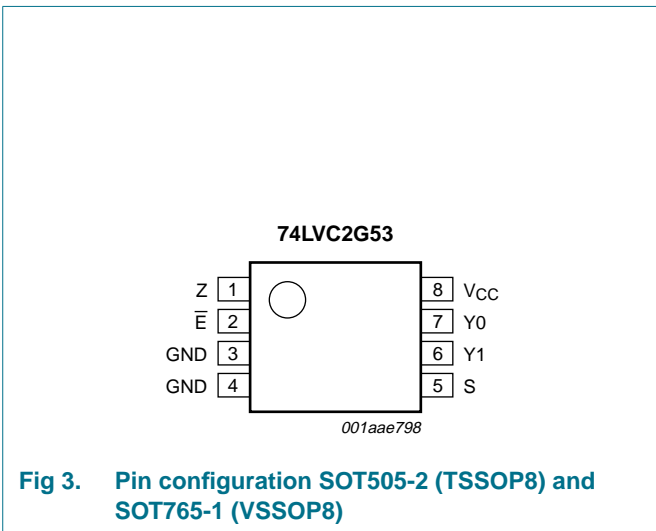 74LVC2G53
Z 1 8 VCC
E̅ 2 7 Y0
GND 3 6 Y1
GND 4 5 S
001aae798
Fig 3. Pin configuration SOT505-2 (TSSOP8) and
SOT765-1 (VSSOP8)